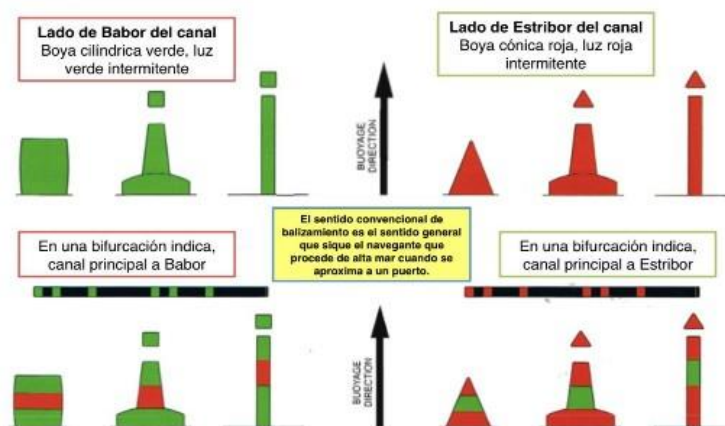 Lado de Babor del canal
Boya cilíndrica verde, luz
verde intermitente
Lado de Estribor del canal
Boya cónica roja, luz roja
intermitente
BUOYAGE
DIRECTION
El sentido convencional de
balizamiento es el sentido general
que sique el navegante que
procede de alta mar cuando se
aproxima a un puerto.
En una bifurcación indica,
canal principal a Babor
En una bifurcación indica,
canal principal a Estribor
BUOYAGE
DIRECTION